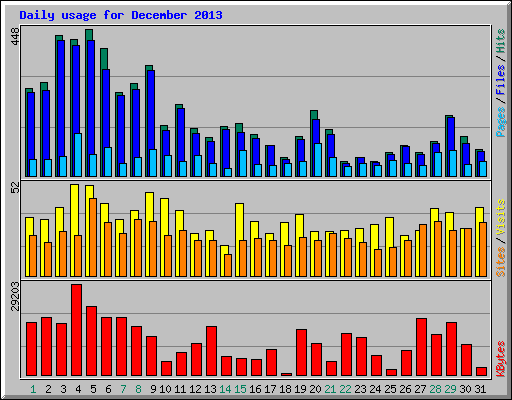 Daily usage for December 2013
448
Pages / Files / Hits
52
Sites / Visits
29203
KBytes
1 2 3 4 5 6 7 8 9 10 11 12 13 14 15 16 17 18 19 20 21 22 23 24 25 26 27 28 29 30 31